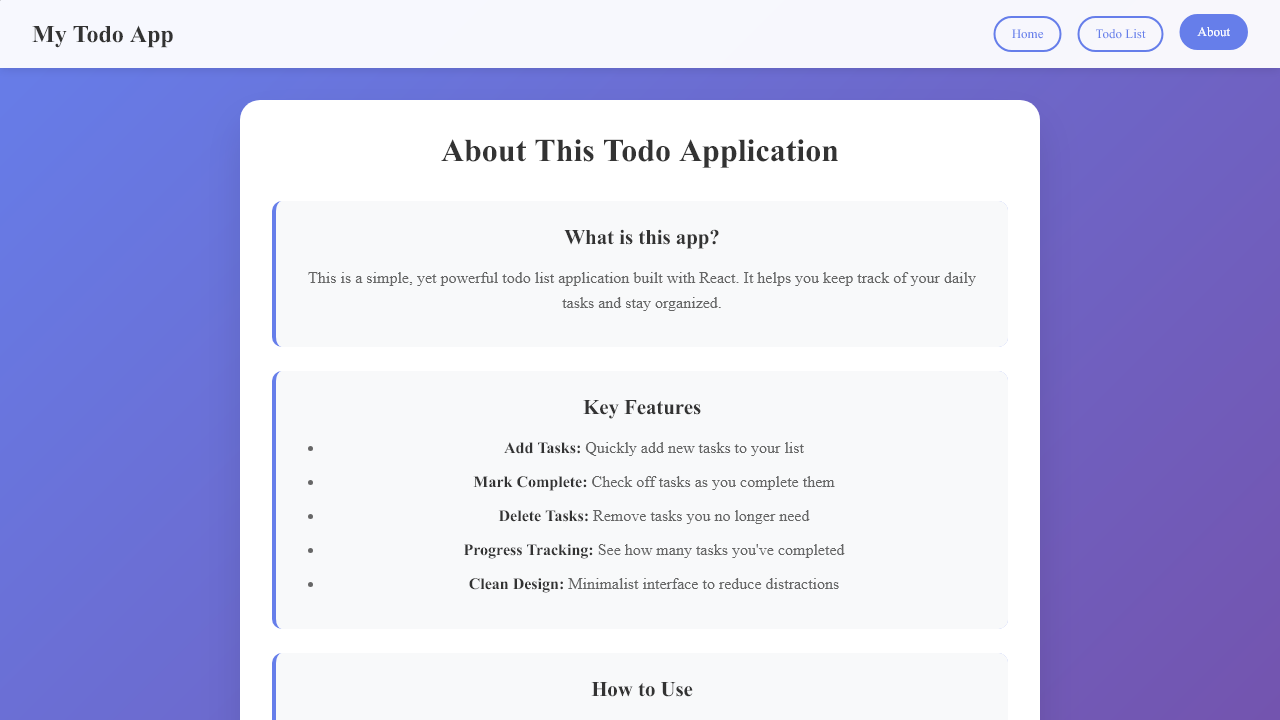 My Todo App
Home
Todo List
About
About This Todo Application
What is this app?
This is a simple, yet powerful todo list application built with React. It helps you keep track of your daily
tasks and stay organized.
Key Features
Add Tasks: Quickly add new tasks to your list
Mark Complete: Check off tasks as you complete them
Delete Tasks: Remove tasks you no longer need
Progress Tracking: See how many tasks you've completed
Clean Design: Minimalist interface to reduce distractions
How to Use